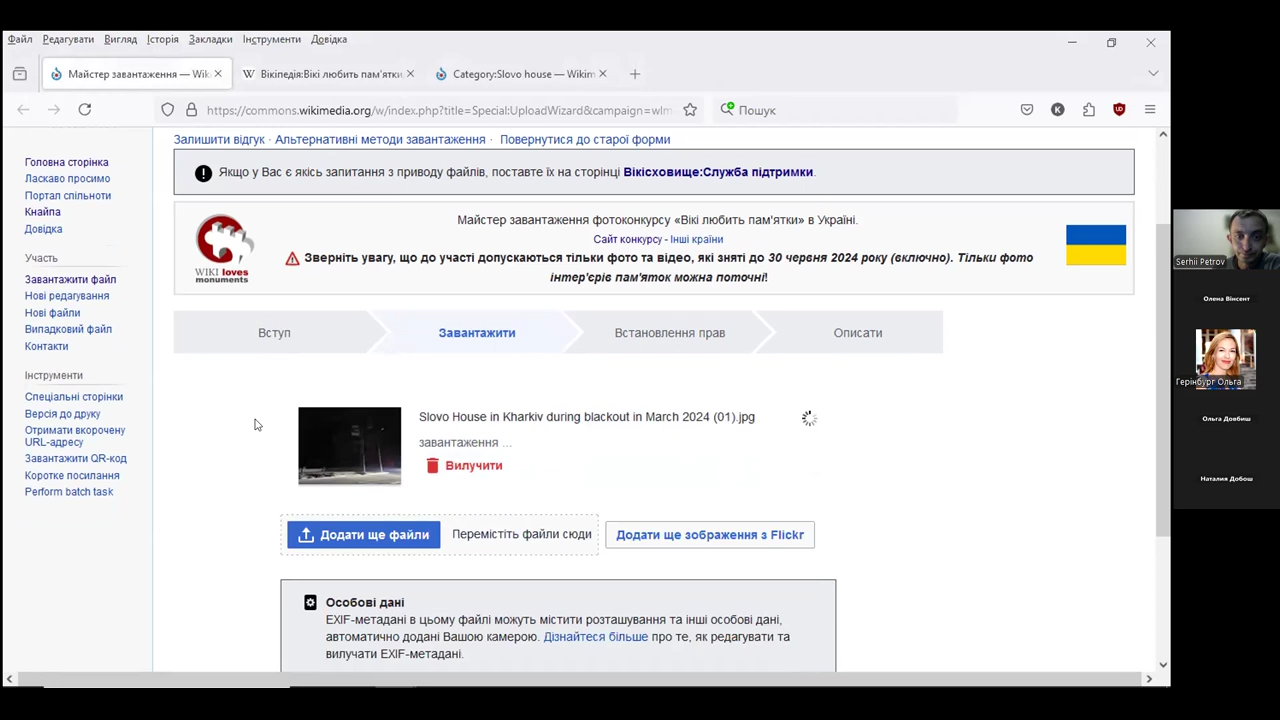 Файл Редагувати Вигляд Історія Закладки Інструменти Довідка
Майстер завантаження — Wiki
Вікіпедія:Вікі любить пам'ятки
Category:Slovo house — Wikim
https://commons.wikimedia.org/w/index.php?title=Special:UploadWizard&campaign=wlm
Пошук
Головна сторінка
Ласкаво просимо
Портал спільноти
Кнайпа
Довідка
Участь
Завантажити файл
Нові редагування
Нові файли
Випадковий файл
Контакти
Інструменти
Спеціальні сторінки
Версія до друку
Отримати вкорочену
URL-адресу
Завантажити QR-код
Коротке посилання
Perform batch task
Залишити відгук · Альтернативні методи завантаження · Повернутися до старої форми
Якщо у Вас є якісь запитання з приводу файлів, поставте їх на сторінці Вікісховище:Служба підтримки.
WIKI loves
monuments
Майстер завантаження фотоконкурсу «Вікі любить пам'ятки» в Україні.
Сайт конкурсу - Інші країни
Зверніть увагу, що до участі допускаються тільки фото та відео, які зняті до 30 червня 2024 року (включно). Тільки фото
інтер'єрів пам'яток можна поточні!
Вступ
Завантажити
Встановлення прав
Описати
Slovo House in Kharkiv during blackout in March 2024 (01).jpg
завантаження ...
Вилучити
Додати ще файли
Перемістіть файли сюди
Додати ще зображення з Flickr
Особові дані
EXIF-метадані в цьому файлі можуть містити розташування та інші особові дані,
автоматично додані Вашою камерою. Дізнайтеся більше про те, як редагувати та
вилучати EXIF-метадані.
Serhii Petrov
Олена Вінсент
Герінбург Ольга
Ольга Довбиш
Наталия Добош